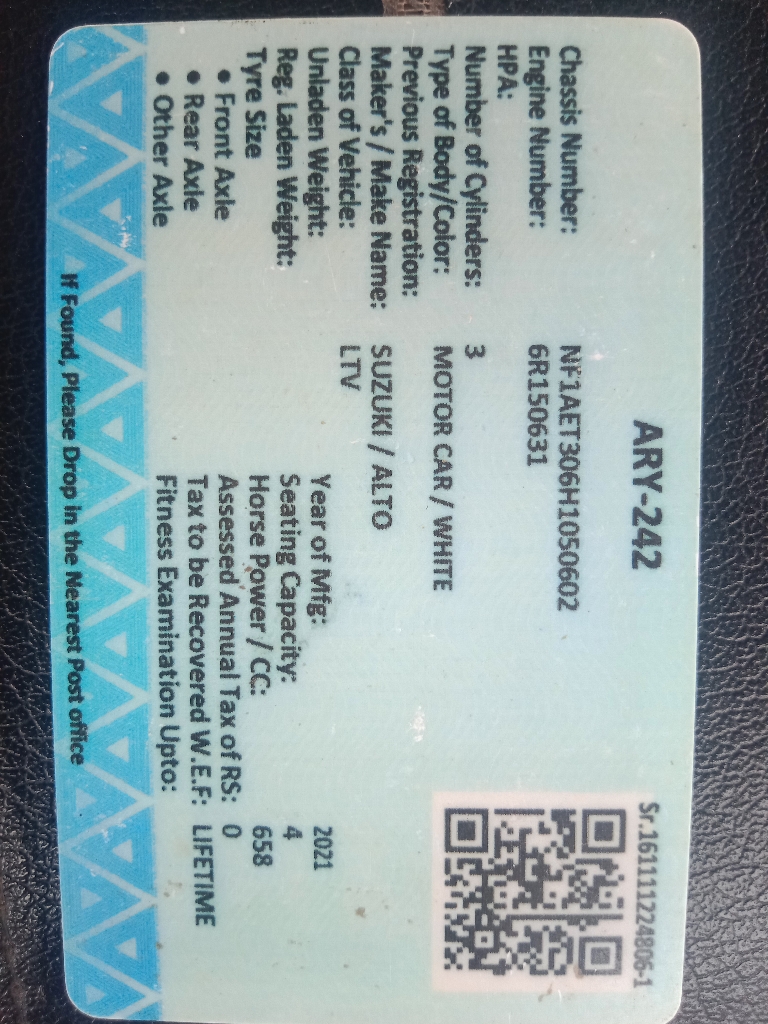 Sr.161111224806-1
ARY-242
Chassis Number: NF1AET306H1050602
Engine Number: 6R150631
HPA:
Number of Cylinders: 3
Type of Body/Color: MOTOR CAR / WHITE
Previous Registration:
Maker's / Make Name: SUZUKI / ALTO
Class of Vehicle: LTV
Unladen Weight: Year of Mfg: 2021
Reg. Laden Weight: Seating Capacity: 4
Tyre Size Horse Power / CC: 658
• Front Axle Assessed Annual Tax of RS: 0
• Rear Axle Tax to be Recovered W.E.F: LIFETIME
• Other Axle Fitness Examination Upto:
If Found, Please Drop in the Nearest Post office